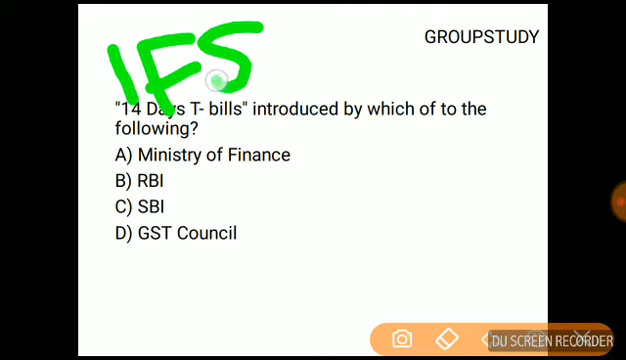 GROUPSTUDY
IFS
"14 Days T- bills" introduced by which of to the
following?
A) Ministry of Finance
B) RBI
C) SBI
D) GST Council
DU SCREEN RECORDER